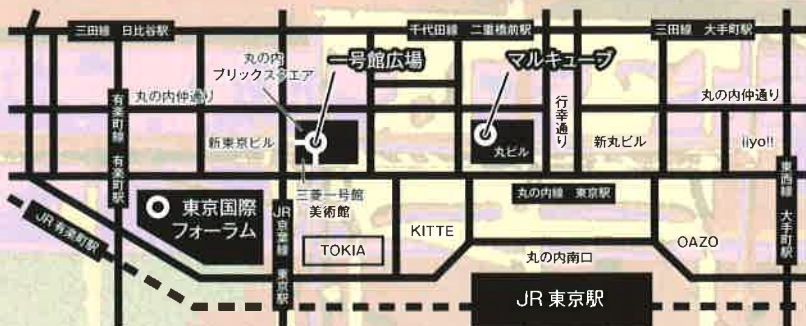 三田線 日比谷駅
千代田線 二重橋前駅
三田線 大手町駅
丸の内
ブリックスクエア
一号館広場
マルキューブ
丸の内仲通り
行幸通り
丸の内仲通り
有楽町線 有楽町駅
新東京ビル
丸ビル
新丸ビル
iiyo!!
東西線 大手町駅
三菱一号館
美術館
丸の内線 東京駅
東京国際
フォーラム
JR有楽町駅
JR京葉線 東京駅
TOKIA
KITTE
丸の内南口
OAZO
JR 東京駅